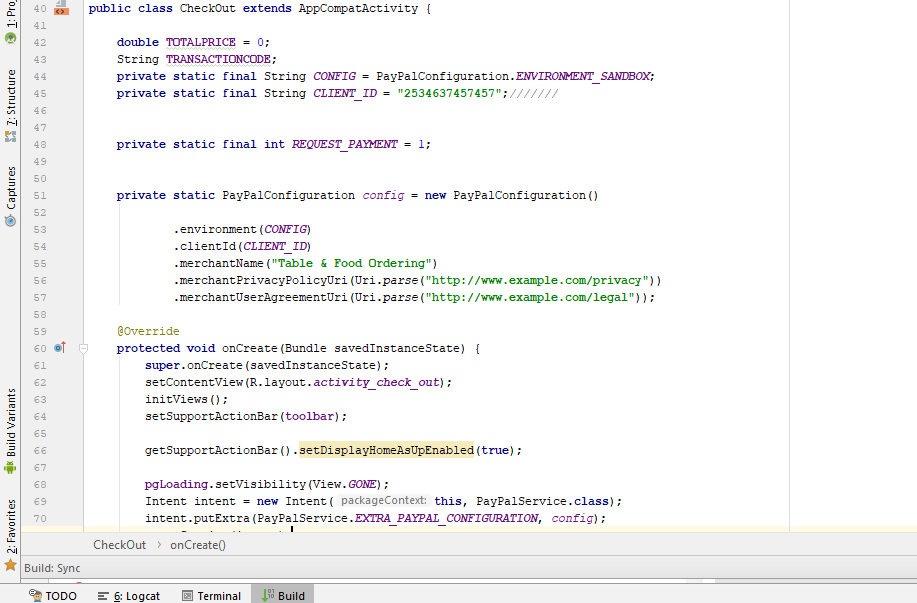 1: Proj
7: Structure
Captures
Build Variants
2: Favorites
40 public class CheckOut extends AppCompatActivity {
41
42 double TOTALPRICE = 0;
43 String TRANSACTIONCODE;
44 private static final String CONFIG = PayPalConfiguration.ENVIRONMENT_SANDBOX;
45 private static final String CLIENT_ID = "2534637457457";///////
46
47
48 private static final int REQUEST_PAYMENT = 1;
49
50
51 private static PayPalConfiguration config = new PayPalConfiguration()
52
53 .environment(CONFIG)
54 .clientId(CLIENT_ID)
55 .merchantName("Table & Food Ordering")
56 .merchantPrivacyPolicyUri(Uri.parse("http://www.example.com/privacy"))
57 .merchantUserAgreementUri(Uri.parse("http://www.example.com/legal"));
58
59 @Override
60 protected void onCreate(Bundle savedInstanceState) {
61 super.onCreate(savedInstanceState);
62 setContentView(R.layout.activity_check_out);
63 initViews();
64 setSupportActionBar(toolbar);
65
66 getSupportActionBar().setDisplayHomeAsUpEnabled(true);
67
68 pgLoading.setVisibility(View.GONE);
69 Intent intent = new Intent( packageContext: this, PayPalService.class);
70 intent.putExtra(PayPalService.EXTRA_PAYPAL_CONFIGURATION, config);
CheckOut › onCreate()
Build: Sync
TODO 6: Logcat Terminal Build